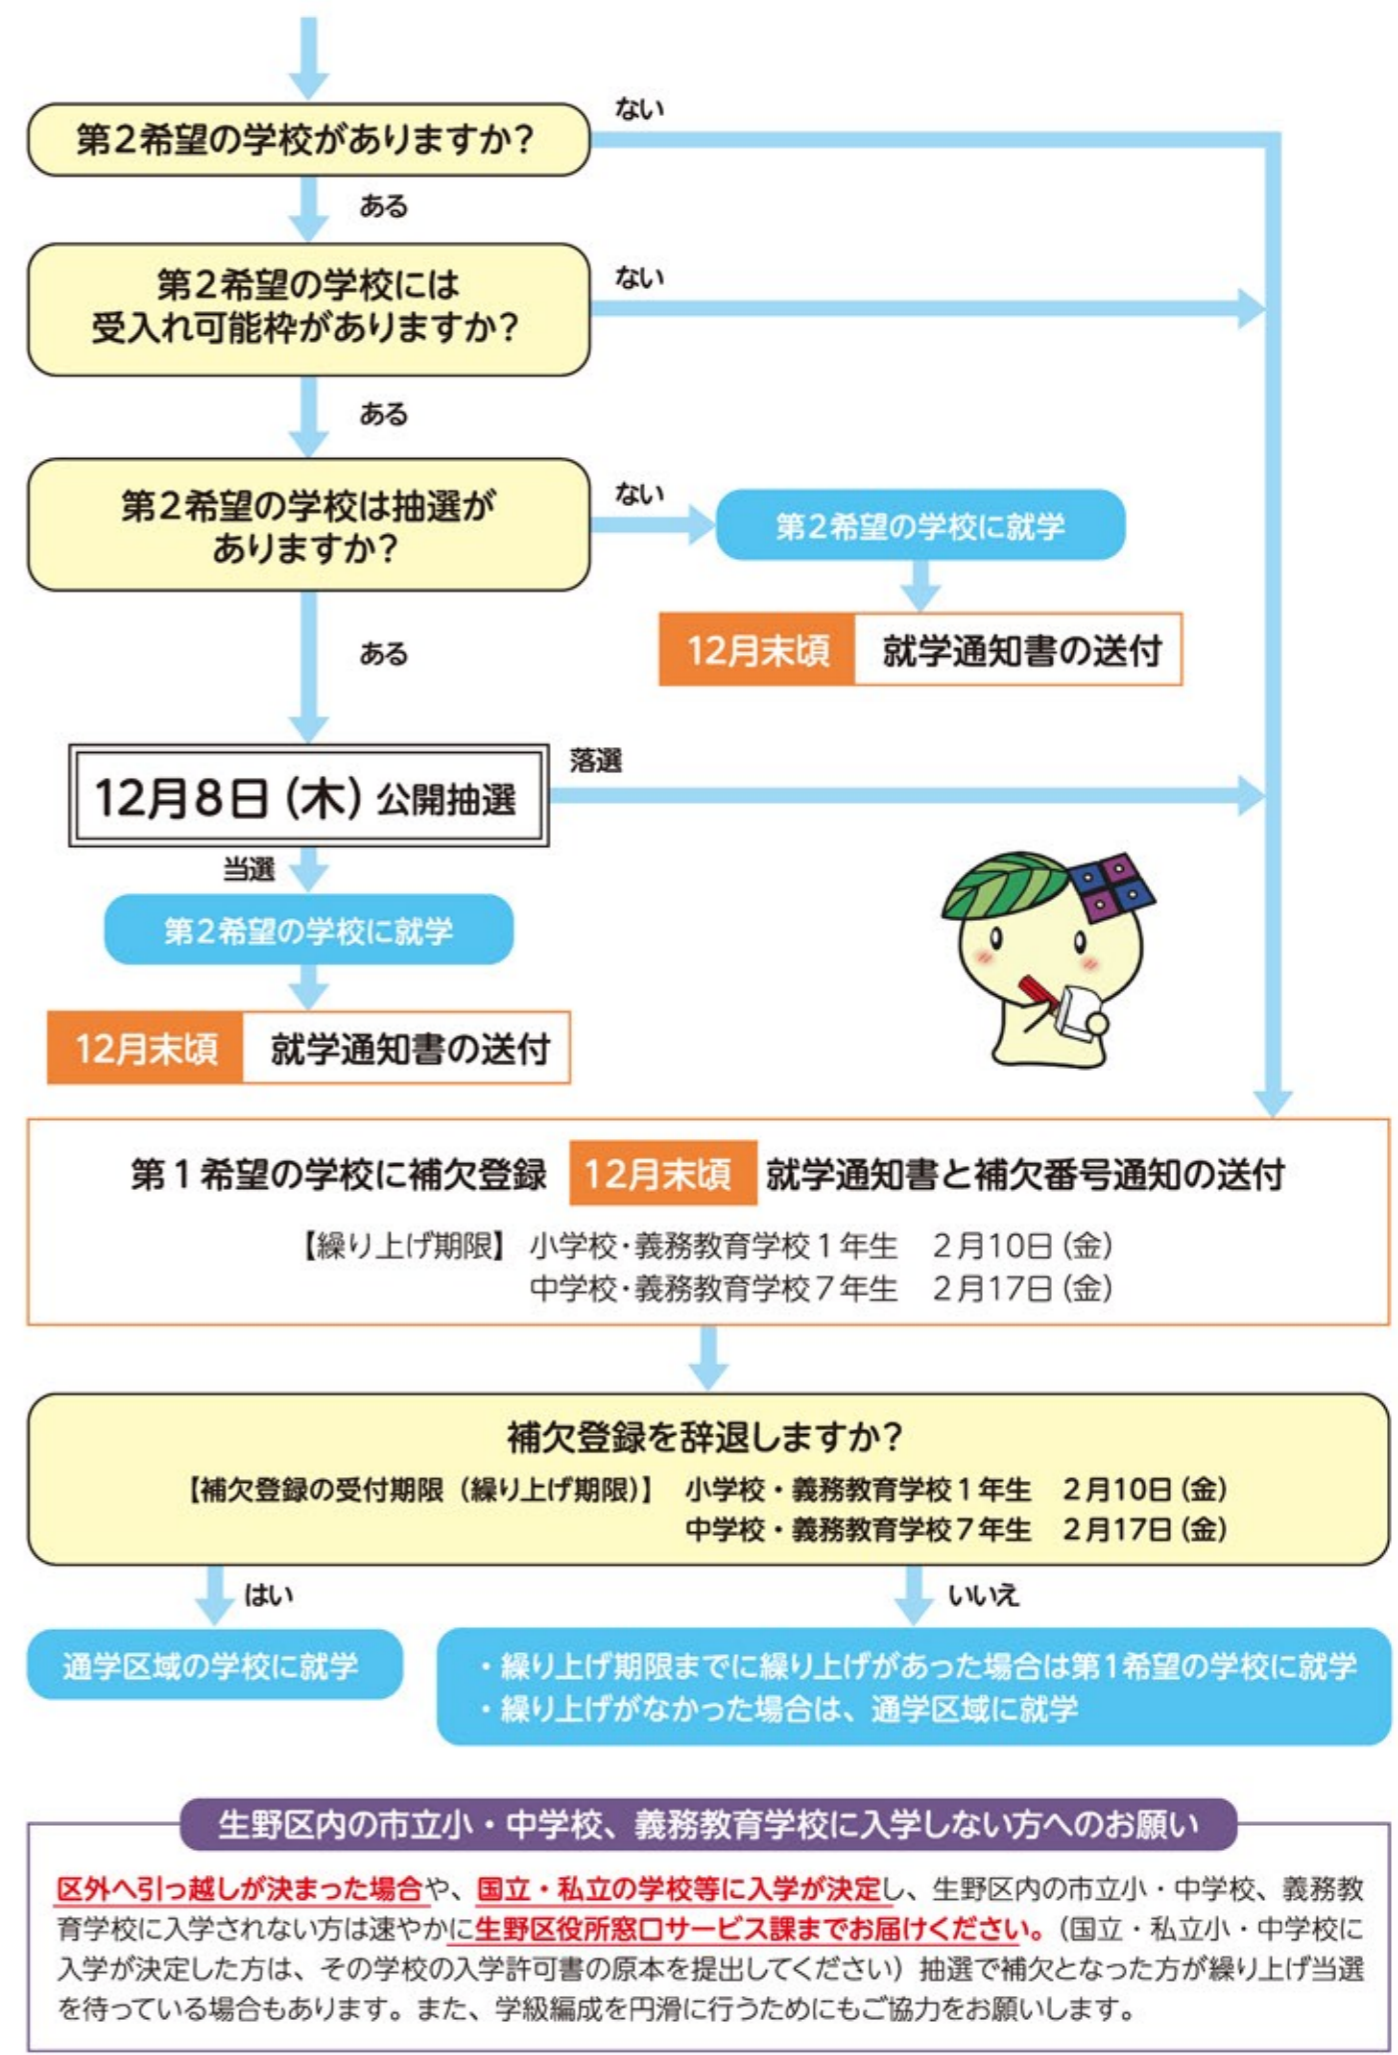 第2希望の学校がありますか？
ない
ある
第2希望の学校には
受入れ可能枠がありますか？
ない
ある
第2希望の学校は抽選が
ありますか？
ない
第2希望の学校に就学
12月末頃 就学通知書の送付
ある
12月8日（木）公開抽選
落選
当選
第2希望の学校に就学
12月末頃 就学通知書の送付
第1希望の学校に補欠登録 12月末頃 就学通知書と補欠番号通知の送付
【繰り上げ期限】 小学校・義務教育学校1年生 2月10日（金）
中学校・義務教育学校7年生 2月17日（金）
補欠登録を辞退しますか？
【補欠登録の受付期限（繰り上げ期限）】 小学校・義務教育学校1年生 2月10日（金）
中学校・義務教育学校7年生 2月17日（金）
はい
いいえ
通学区域の学校に就学
・繰り上げ期限までに繰り上げがあった場合は第1希望の学校に就学
・繰り上げがなかった場合は、通学区域に就学
生野区内の市立小・中学校、義務教育学校に入学しない方へのお願い
区外へ引っ越しが決まった場合や、国立・私立の学校等に入学が決定し、生野区内の市立小・中学校、義務教
育学校に入学されない方は速やかに生野区役所窓口サービス課までお届けください。（国立・私立小・中学校に
入学が決定した方は、その学校の入学許可書の原本を提出してください）抽選で補欠となった方が繰り上げ当選
を待っている場合もあります。また、学級編成を円滑に行うためにもご協力をお願いします。